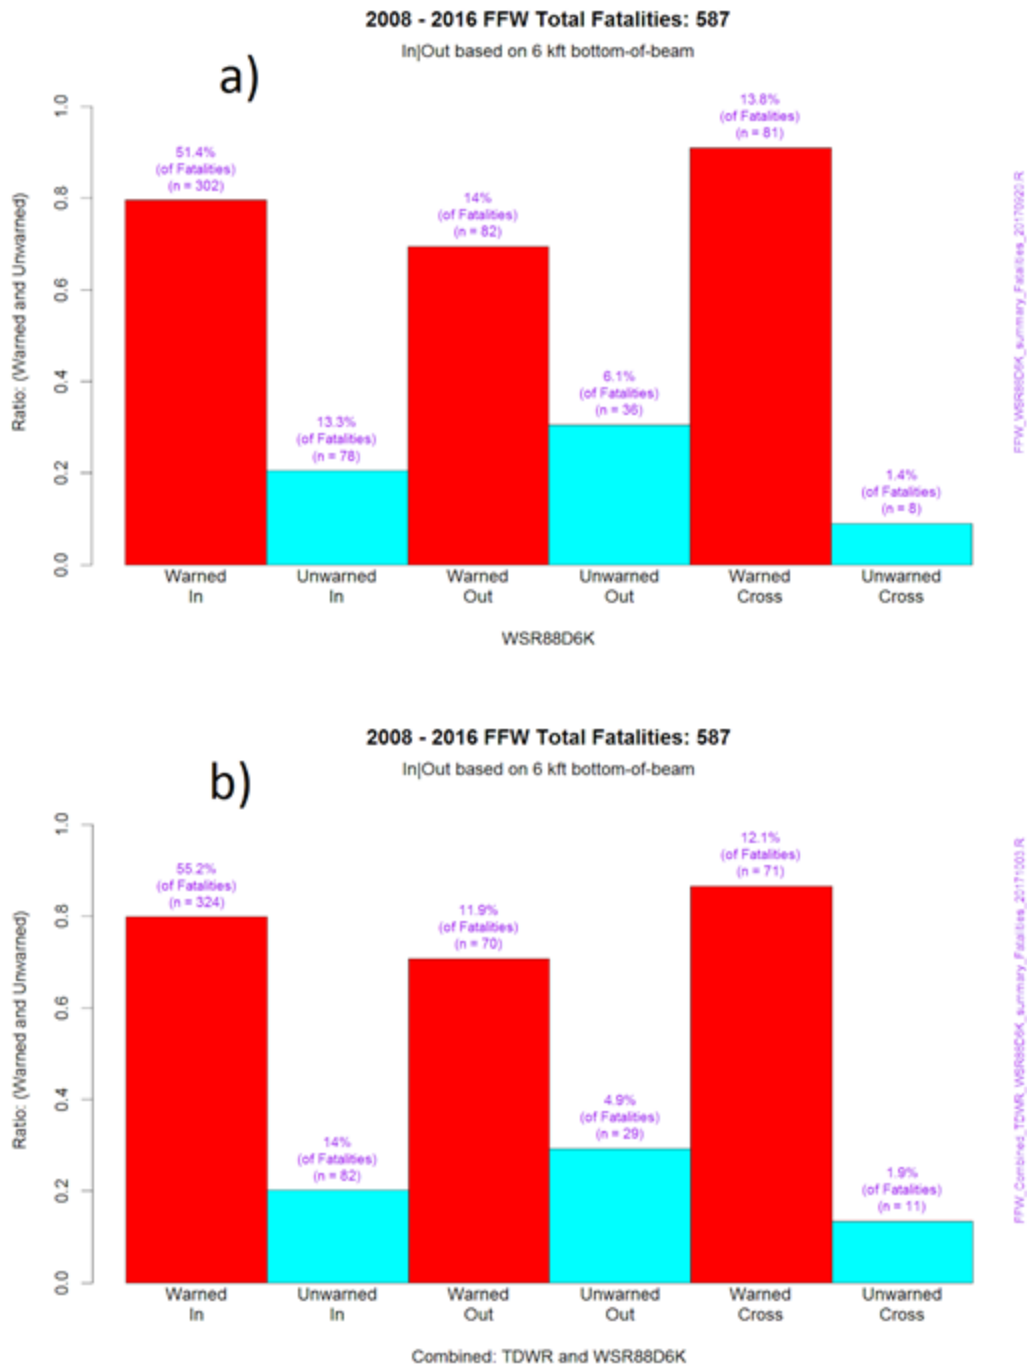 2008 - 2016 FFW Total Fatalities: 587
In|Out based on 6 kft bottom-of-beam
a)
Ratio: (Warned and Unwarned)
1.0
0.8
0.6
0.4
0.2
0.0
51.4%
(of Fatalities)
(n = 302)
13.3%
(of Fatalities)
(n = 78)
14%
(of Fatalities)
(n = 82)
6.1%
(of Fatalities)
(n = 36)
13.8%
(of Fatalities)
(n = 81)
1.4%
(of Fatalities)
(n = 8)
Warned
In
Unwarned
In
Warned
Out
Unwarned
Out
Warned
Cross
Unwarned
Cross
WSR88D6K
FFW_WSR88D6K_summary_Fatalities_20170920.R
2008 - 2016 FFW Total Fatalities: 587
In|Out based on 6 kft bottom-of-beam
b)
Ratio: (Warned and Unwarned)
1.0
0.8
0.6
0.4
0.2
0.0
55.2%
(of Fatalities)
(n = 324)
14%
(of Fatalities)
(n = 82)
11.9%
(of Fatalities)
(n = 70)
4.9%
(of Fatalities)
(n = 29)
12.1%
(of Fatalities)
(n = 71)
1.9%
(of Fatalities)
(n = 11)
Warned
In
Unwarned
In
Warned
Out
Unwarned
Out
Warned
Cross
Unwarned
Cross
Combined: TDWR and WSR88D6K
FFW_Combined_TDWR_WSR88D6K_summary_Fatalities_20171003.R